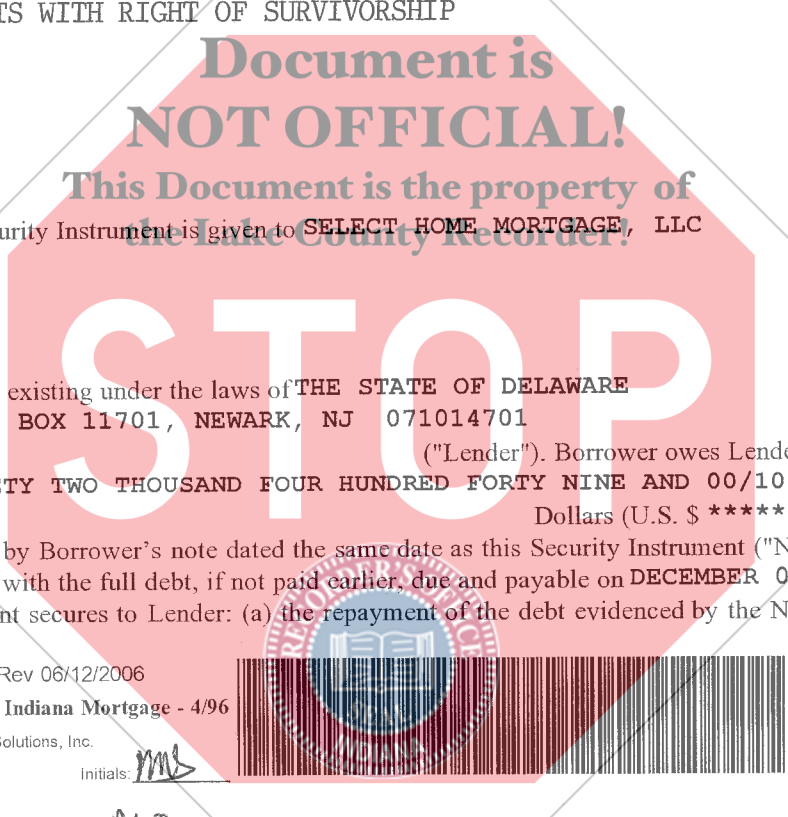 TS WITH RIGHT OF SURVIVORSHIP
Document is
NOT OFFICIAL!
This Document is the property of
the Lake County Recorder!
urity Instrument is given to SELECT HOME MORTGAGE, LLC
STOP
existing under the laws of THE STATE OF DELAWARE
BOX 11701, NEWARK, NJ 071014701
("Lender"). Borrower owes Lende
TY TWO THOUSAND FOUR HUNDRED FORTY NINE AND 00/10
Dollars (U.S. $ *****
by Borrower's note dated the same date as this Security Instrument ("N
with the full debt, if not paid earlier, due and payable on DECEMBER 0
nt secures to Lender: (a) the repayment of the debt evidenced by the N
RECORDER'S OFFICE
SEAL
INDIANA
Rev 06/12/2006
Indiana Mortgage - 4/96
Solutions, Inc.
Initials: